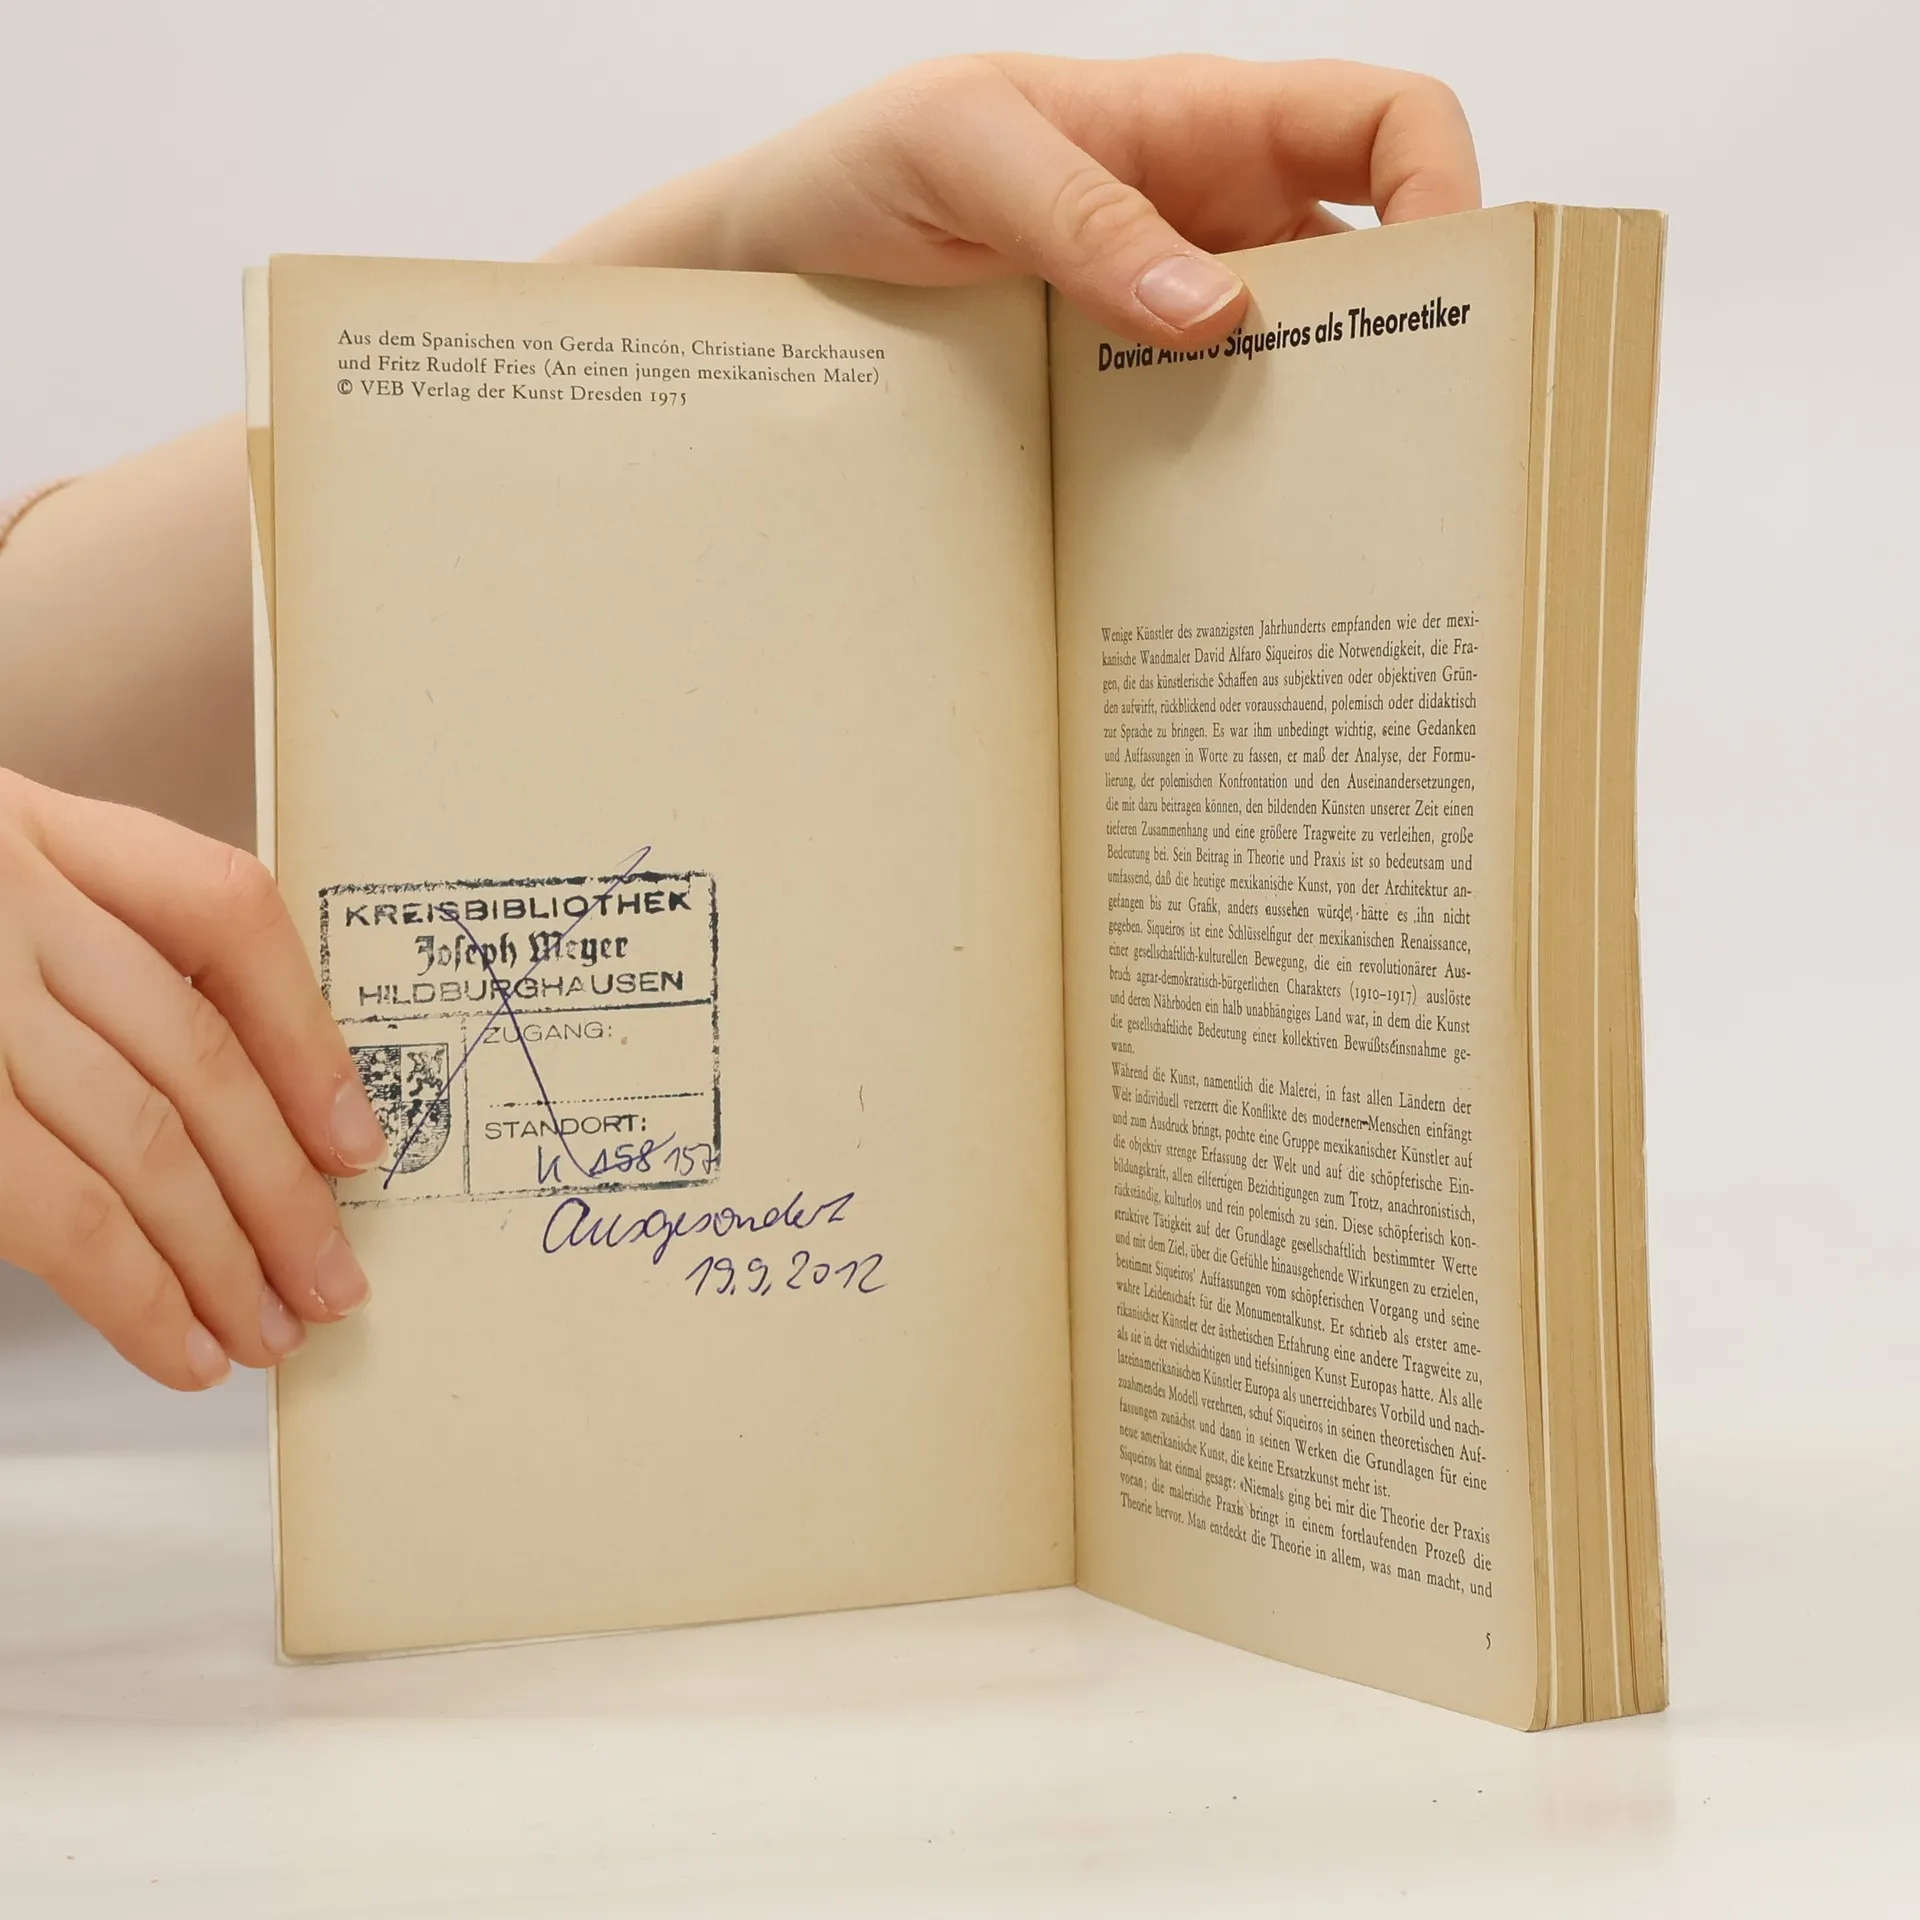 Aus dem Spanischen von Gerda Rincón, Christiane Barckhausen
und Fritz Rudolf Fries (An einen jungen mexikanischen Maler)
© VEB Verlag der Kunst Dresden 1975
KREISBIBLIOTHEK
Joseph Meyer
HILDBURGHAUSEN
ZUGANG:
STANDORT:
158 157
Ausgesondert
19.9.2012
David Alfaro Siqueiros als Theoretiker
Wenige Künstler des zwanzigsten Jahrhunderts empfanden wie der mexi-
kanische Wandmaler David Alfaro Siqueiros die Notwendigkeit, die Fra-
gen, die das künstlerische Schaffen aus subjektiven oder objektiven Grün-
den aufwirft, rückblickend oder vorausschauend, polemisch oder didaktisch
zur Sprache zu bringen. Es war ihm unbedingt wichtig, seine Gedanken
und Auffassungen in Worte zu fassen, er maß der Analyse, der Formu-
lierung, der polemischen Konfrontation und den Auseinandersetzungen,
die mit dazu beitragen können, den bildenden Künsten unserer Zeit einen
tieferen Zusammenhang und eine größere Tragweite zu verleihen, große
Bedeutung bei. Sein Beitrag in Theorie und Praxis ist so bedeutsam und
umfassend, daß die heutige mexikanische Kunst, von der Architektur an-
gefangen bis zur Grafik, anders aussehen würde, hätte es ihn nicht
gegeben. Siqueiros ist eine Schlüsselfigur der mexikanischen Renaissance,
einer gesellschaftlich-kulturellen Bewegung, die ein revolutionärer Aus-
bruch agrar-demokratisch-bürgerlichen Charakters (1910–1917) auslöste
und deren Nährboden ein halb unabhängiges Land war, in dem die Kunst
die gesellschaftliche Bedeutung einer kollektiven Bewußtseinsnahme ge-
wann.
Während die Kunst, namentlich die Malerei, in fast allen Ländern der
Welt individuell verzerrt die Konflikte des modernen Menschen einfängt
und zum Ausdruck bringt, pochte eine Gruppe mexikanischer Künstler auf
die objektiv strenge Erfassung der Welt und auf die schöpferische Ein-
bildungskraft, allen eilfertigen Bezichtigungen zum Trotz, anachronistisch,
rückständig, kulturlos und rein polemisch zu sein. Diese schöpferisch kon-
struktive Tätigkeit auf der Grundlage gesellschaftlich bestimmter Werte
und mit dem Ziel, über die Gefühle hinausgehende Wirkungen zu erzielen,
bestimmt Siqueiros' Auffassungen vom schöpferischen Vorgang und seine
wahre Leidenschaft für die Monumentalkunst. Er schrieb als erster ame-
rikanischer Künstler der ästhetischen Erfahrung eine andere Tragweite zu,
als sie in der vielschichtigen und tiefsinnigen Kunst Europas hatte. Als alle
lateinamerikanischen Künstler Europa als unerreichbares Vorbild und nach-
zuahmendes Modell verehrten, schuf Siqueiros in seinen theoretischen Auf-
fassungen zunächst und dann in seinen Werken die Grundlagen für eine
neue amerikanische Kunst, die keine Ersatzkunst mehr ist.
Siqueiros hat einmal gesagt: «Niemals ging bei mir die Theorie der Praxis
voran; die malerische Praxis bringt in einem fortlaufenden Prozeß die
Theorie hervor. Man entdeckt die Theorie in allem, was man macht, und
5